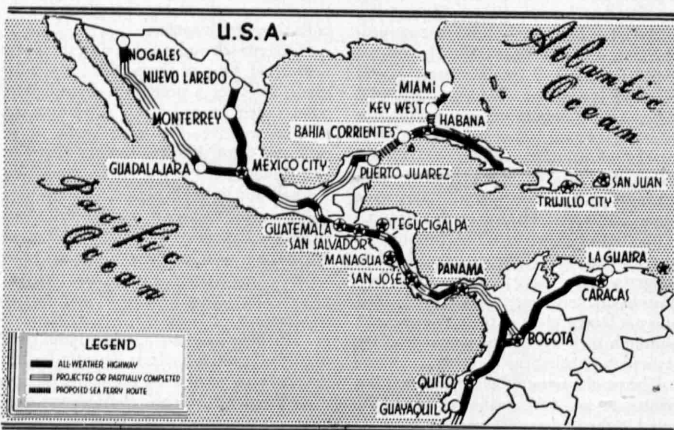 U.S.A.
Atlantic
Ocean
NOGALES
NUEVO LAREDO
MIAMI
KEY WEST
MONTERREY
HABANA
BAHIA CORRIENTES
GUADALAJARA
MEXICO CITY
PUERTO JUAREZ
SAN JUAN
TRUJILLO CITY
Pacific
Ocean
GUATEMALA
TEGUCIGALPA
SAN SALVADOR
MANAGUA
SAN JOSE
PANAMA
LA GUAIRA
CARACAS
BOGOTÁ
QUITO
GUAYAQUIL
LEGEND
ALL-WEATHER HIGHWAY
PROJECTED OR PARTIALLY COMPLETED
PROPOSED SEA FERRY ROUTE